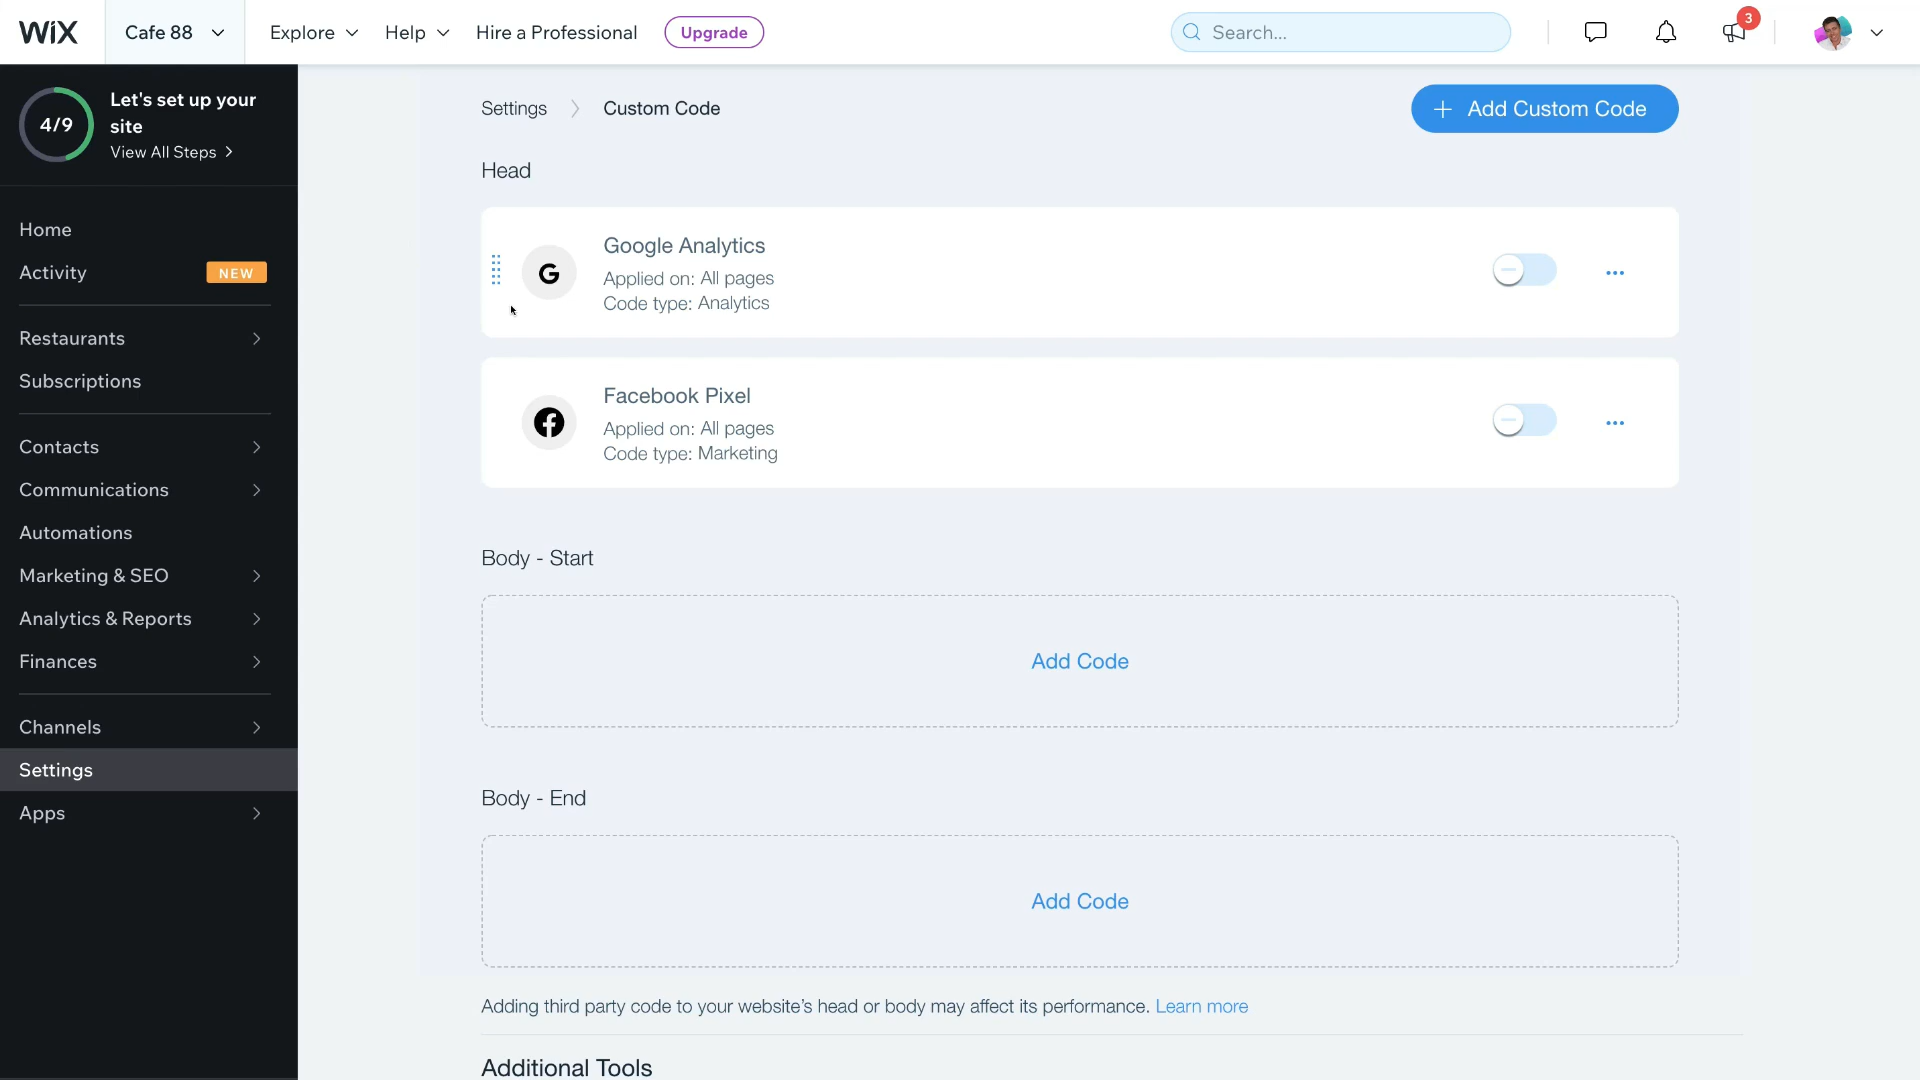 WiX
Cafe 88
Explore
Help
Hire a Professional
Upgrade
Search...
3
4/9
Let's set up your
site
View All Steps
Home
Activity
NEW
Restaurants
Subscriptions
Contacts
Communications
Automations
Marketing & SEO
Analytics & Reports
Finances
Channels
Settings
Apps
Settings
Custom Code
Add Custom Code
Head
G
Google Analytics
Applied on: All pages
Code type: Analytics
Facebook Pixel
Applied on: All pages
Code type: Marketing
Body - Start
Add Code
Body - End
Add Code
Adding third party code to your website’s head or body may affect its performance. Learn more
Additional Tools